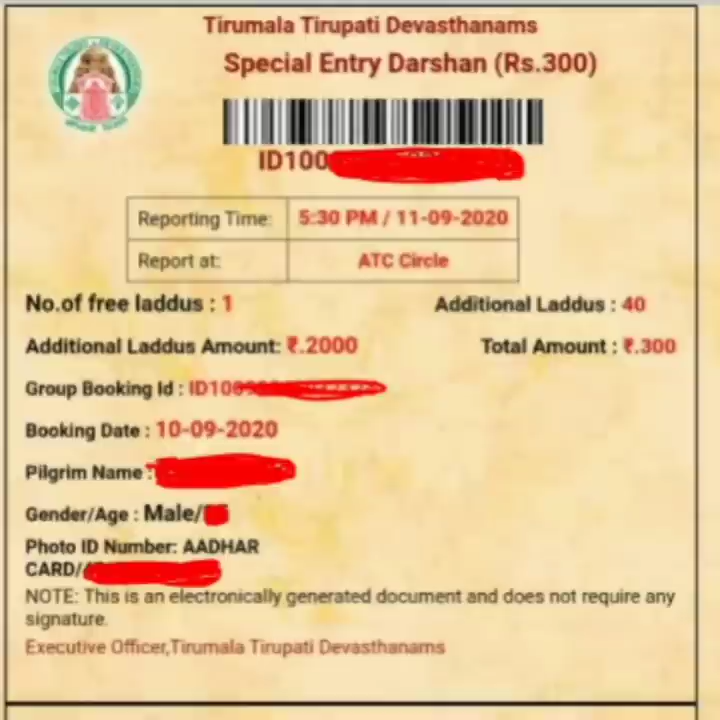 Tirumala Tirupati Devasthanams
Special Entry Darshan (Rs.300)
ID100
Reporting Time: 5:30 PM / 11-09-2020
Report at: ATC Circle
No.of free laddus : 1 Additional Laddus : 40
Additional Laddus Amount: ₹.2000 Total Amount : ₹.300
Group Booking Id : ID100
Booking Date : 10-09-2020
Pilgrim Name :
Gender/Age : Male/
Photo ID Number: AADHAR
CARD/
NOTE: This is an electronically generated document and does not require any
signature.
Executive Officer,Tirumala Tirupati Devasthanams